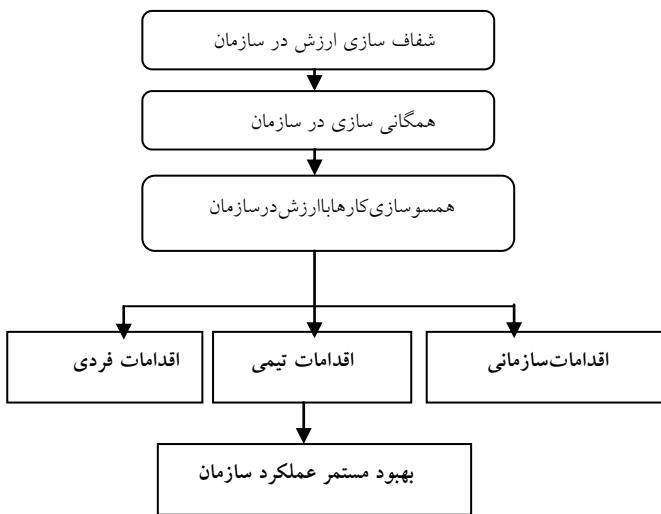 شفاف سازی ارزش در سازمان
همگانی سازی در سازمان
همسوسازی‌کارهاباارزش‌درسازمان
اقدامات‌سازمانی
اقدامات تیمی
اقدامات فردی
بهبود مستمر عملکرد سازمان